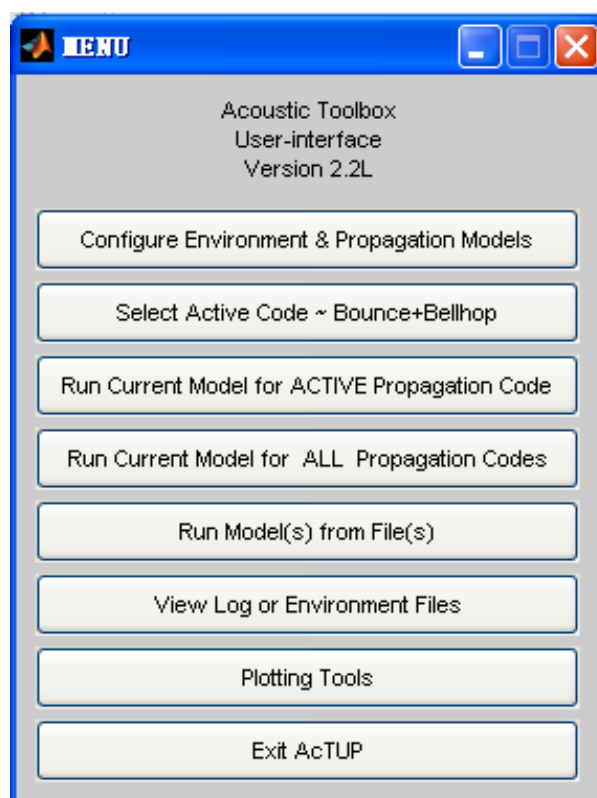 MENU
Acoustic Toolbox
User-interface
Version 2.2L
Configure Environment & Propagation Models
Select Active Code ~ Bounce+Bellhop
Run Current Model for ACTIVE Propagation Code
Run Current Model for  ALL  Propagation Codes
Run Model(s) from File(s)
View Log or Environment Files
Plotting Tools
Exit AcTUP